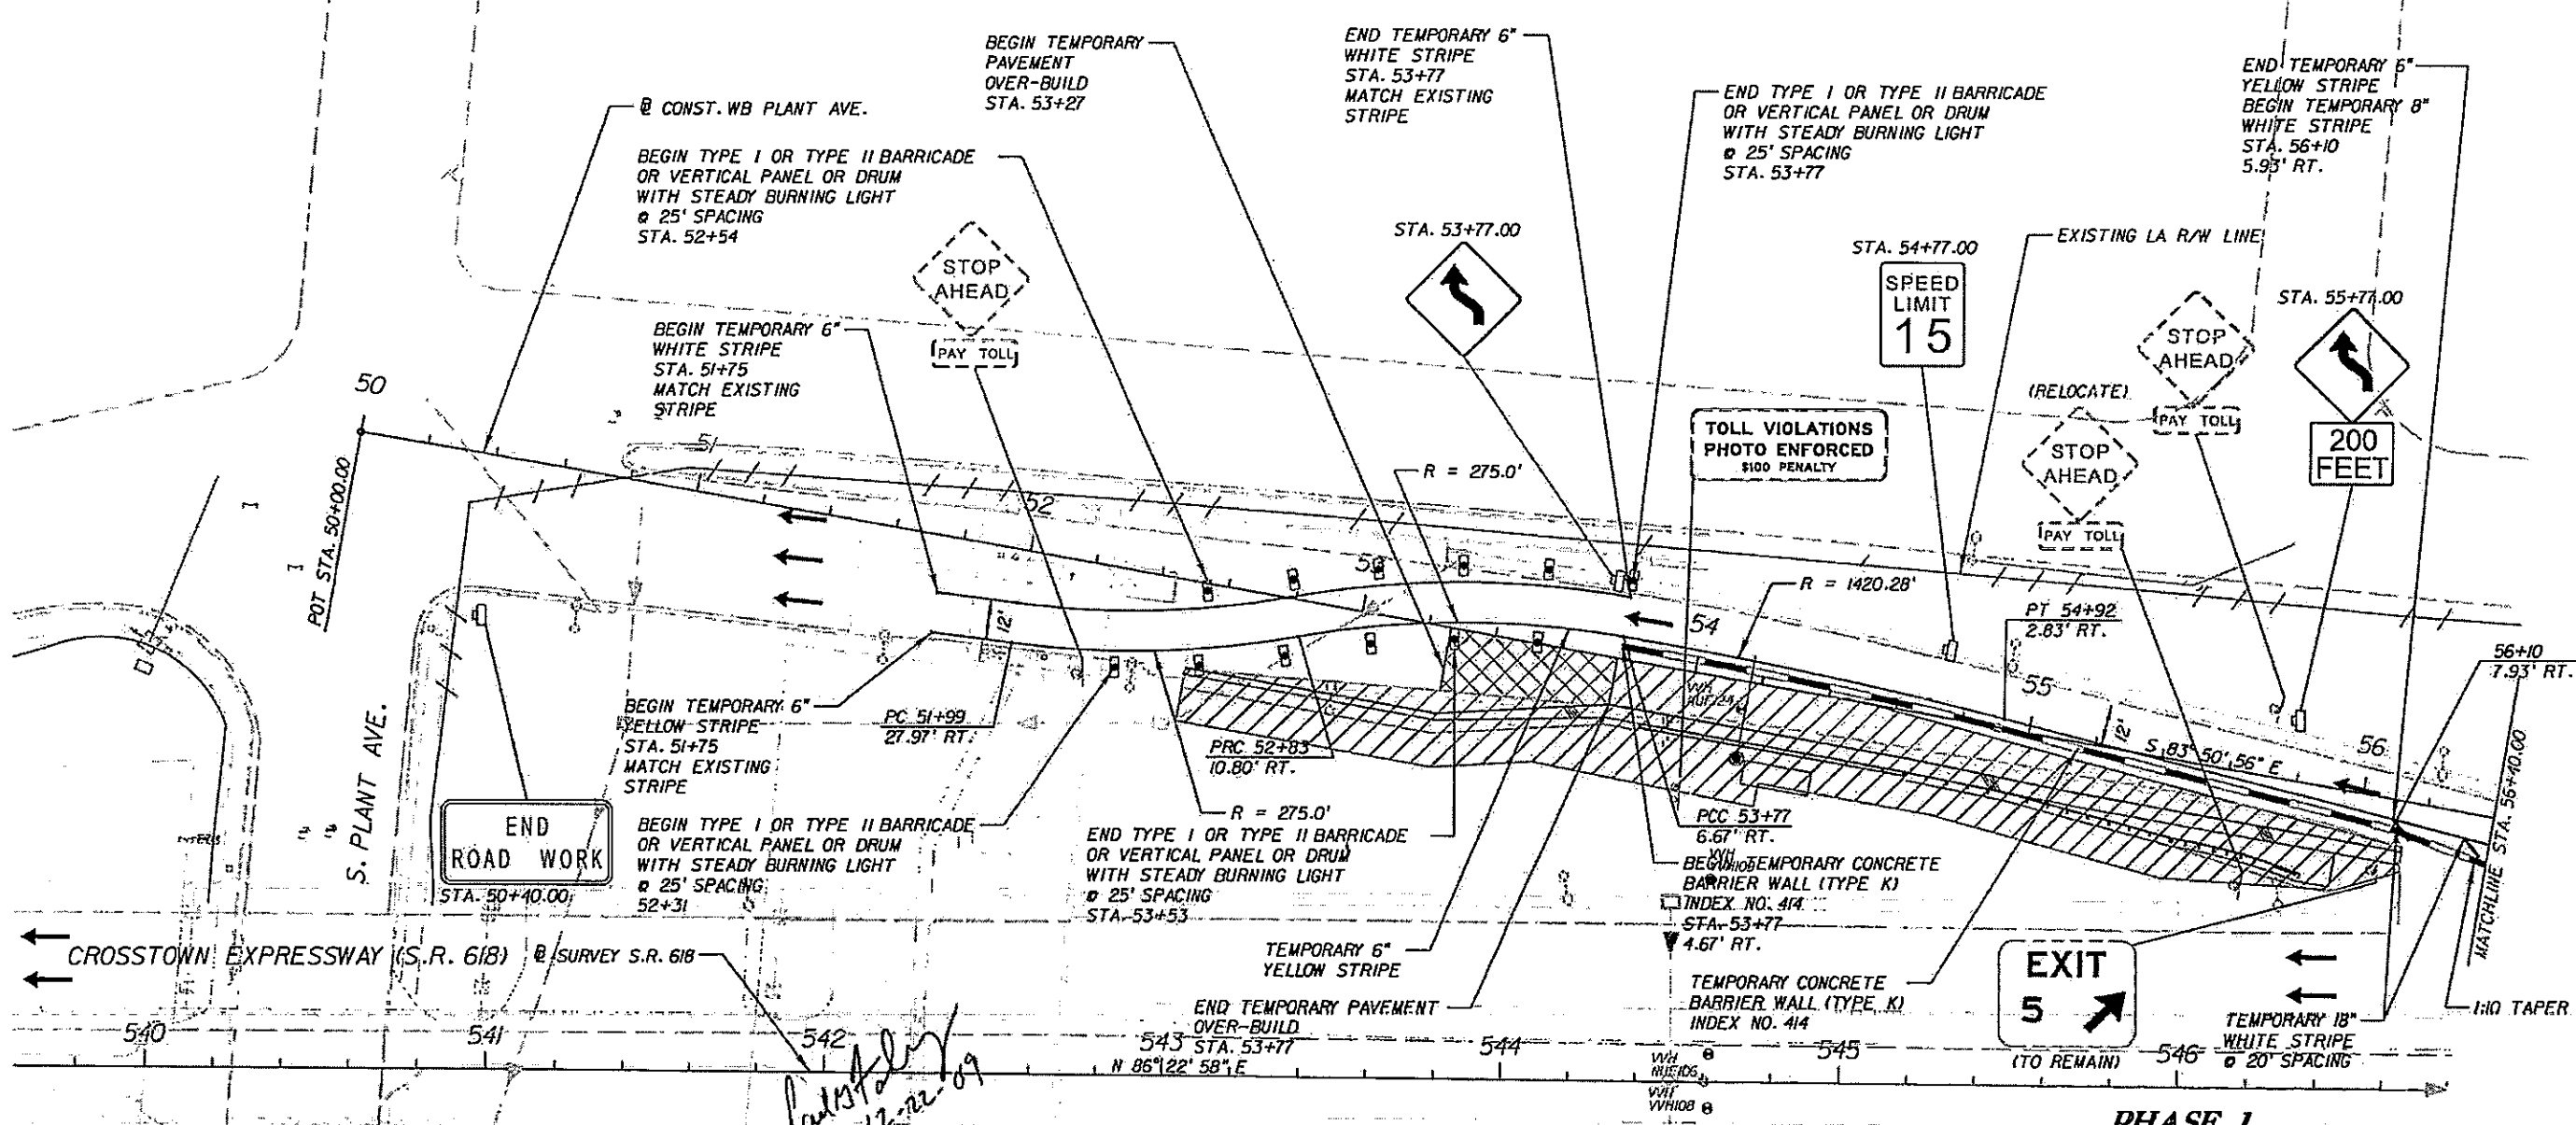 BEGIN TEMPORARY
PAVEMENT
OVER-BUILD
STA. 53+27
END TEMPORARY 6"
WHITE STRIPE
STA. 53+77
MATCH EXISTING
STRIPE
END TYPE I OR TYPE II BARRICADE
OR VERTICAL PANEL OR DRUM
WITH STEADY BURNING LIGHT
@ 25' SPACING
STA. 53+77
END TEMPORARY 6"
YELLOW STRIPE
BEGIN TEMPORARY 8"
WHITE STRIPE
STA. 56+10
5.93' RT.
CONST. WB PLANT AVE.
BEGIN TYPE I OR TYPE II BARRICADE
OR VERTICAL PANEL OR DRUM
WITH STEADY BURNING LIGHT
@ 25' SPACING
STA. 52+54
STOP
AHEAD
PAY TOLL
STA. 53+77.00
STA. 54+77.00
SPEED
LIMIT
15
EXISTING LA R/W LINE
STOP
AHEAD
PAY TOLL
STA. 55+77.00
200
FEET
(RELOCATE)
STOP
AHEAD
PAY TOLL
BEGIN TEMPORARY 6"
WHITE STRIPE
STA. 51+75
MATCH EXISTING
STRIPE
TOLL VIOLATIONS
PHOTO ENFORCED
$100 PENALTY
50
51
52
54
55
56
POT STA. 50+00.00
R = 275.0'
R = 1420.28'
PT 54+92
2.83' RT.
56+10
7.93' RT.
12'
12'
S 83° 50' 56" E
MATCHLINE STA. 56+40.00
S. PLANT AVE.
BEGIN TEMPORARY 6"
YELLOW STRIPE
STA. 51+75
MATCH EXISTING
STRIPE
PC 51+99
27.97' RT.
PRC 52+83
10.80' RT.
R = 275.0'
PCC 53+77
6.67' RT.
END
ROAD WORK
STA. 50+40.00
BEGIN TYPE I OR TYPE II BARRICADE
OR VERTICAL PANEL OR DRUM
WITH STEADY BURNING LIGHT
@ 25' SPACING
52+31
END TYPE I OR TYPE II BARRICADE
OR VERTICAL PANEL OR DRUM
WITH STEADY BURNING LIGHT
@ 25' SPACING
STA. 53+53
BEGIN TEMPORARY CONCRETE
BARRIER WALL (TYPE K)
INDEX NO. 414
STA. 53+77
4.67' RT.
TEMPORARY 6"
YELLOW STRIPE
TEMPORARY CONCRETE
BARRIER WALL (TYPE K)
INDEX NO. 414
END TEMPORARY PAVEMENT
OVER-BUILD
STA. 53+77
EXIT
5
(TO REMAIN)
TEMPORARY 18"
WHITE STRIPE
@ 20' SPACING
1:10 TAPER
CROSSTOWN EXPRESSWAY (S.R. 618)
SURVEY S.R. 618
540
541
542
543
544
545
546
N 86° 22' 58" E
12-22-09
VVH108
PHASE 1